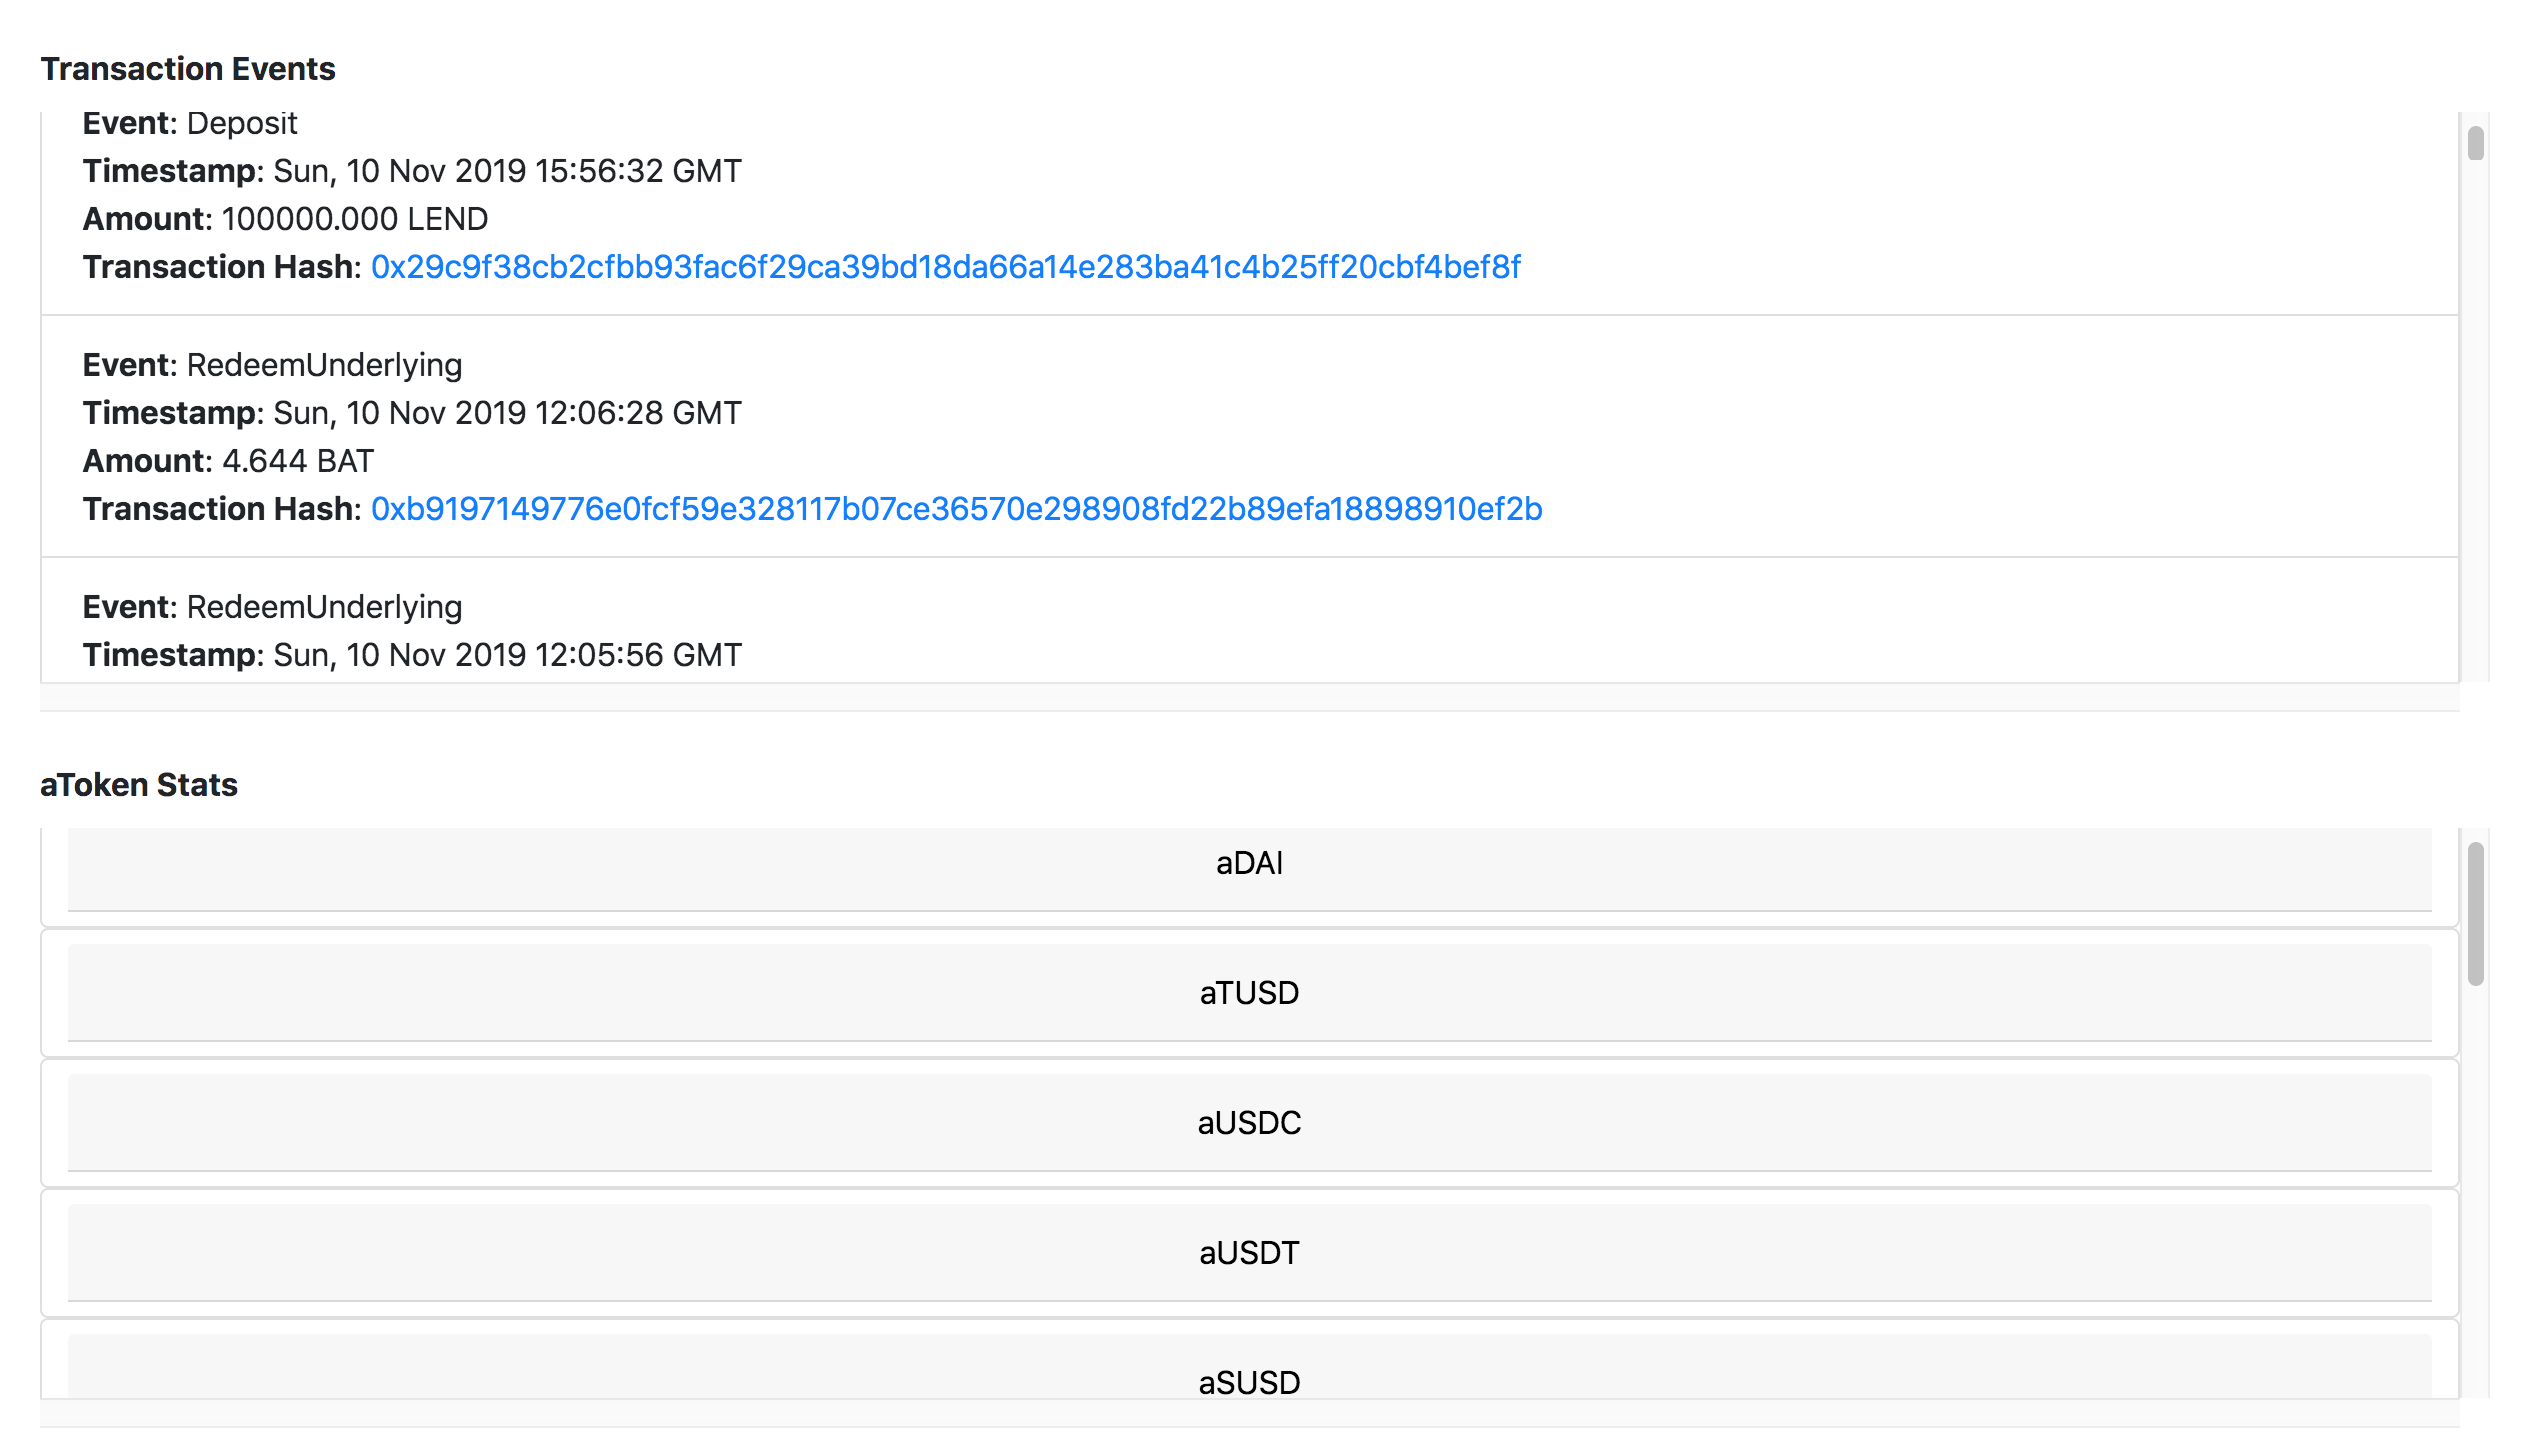 Transaction Events
Event: Deposit
Timestamp: Sun, 10 Nov 2019 15:56:32 GMT
Amount: 100000.000 LEND
Transaction Hash: 0x29c9f38cb2cfbb93fac6f29ca39bd18da66a14e283ba41c4b25ff20cbf4bef8f
Event: RedeemUnderlying
Timestamp: Sun, 10 Nov 2019 12:06:28 GMT
Amount: 4.644 BAT
Transaction Hash: 0xb9197149776e0fcf59e328117b07ce36570e298908fd22b89efa18898910ef2b
Event: RedeemUnderlying
Timestamp: Sun, 10 Nov 2019 12:05:56 GMT
aToken Stats
aDAI
aTUSD
aUSDC
aUSDT
aSUSD